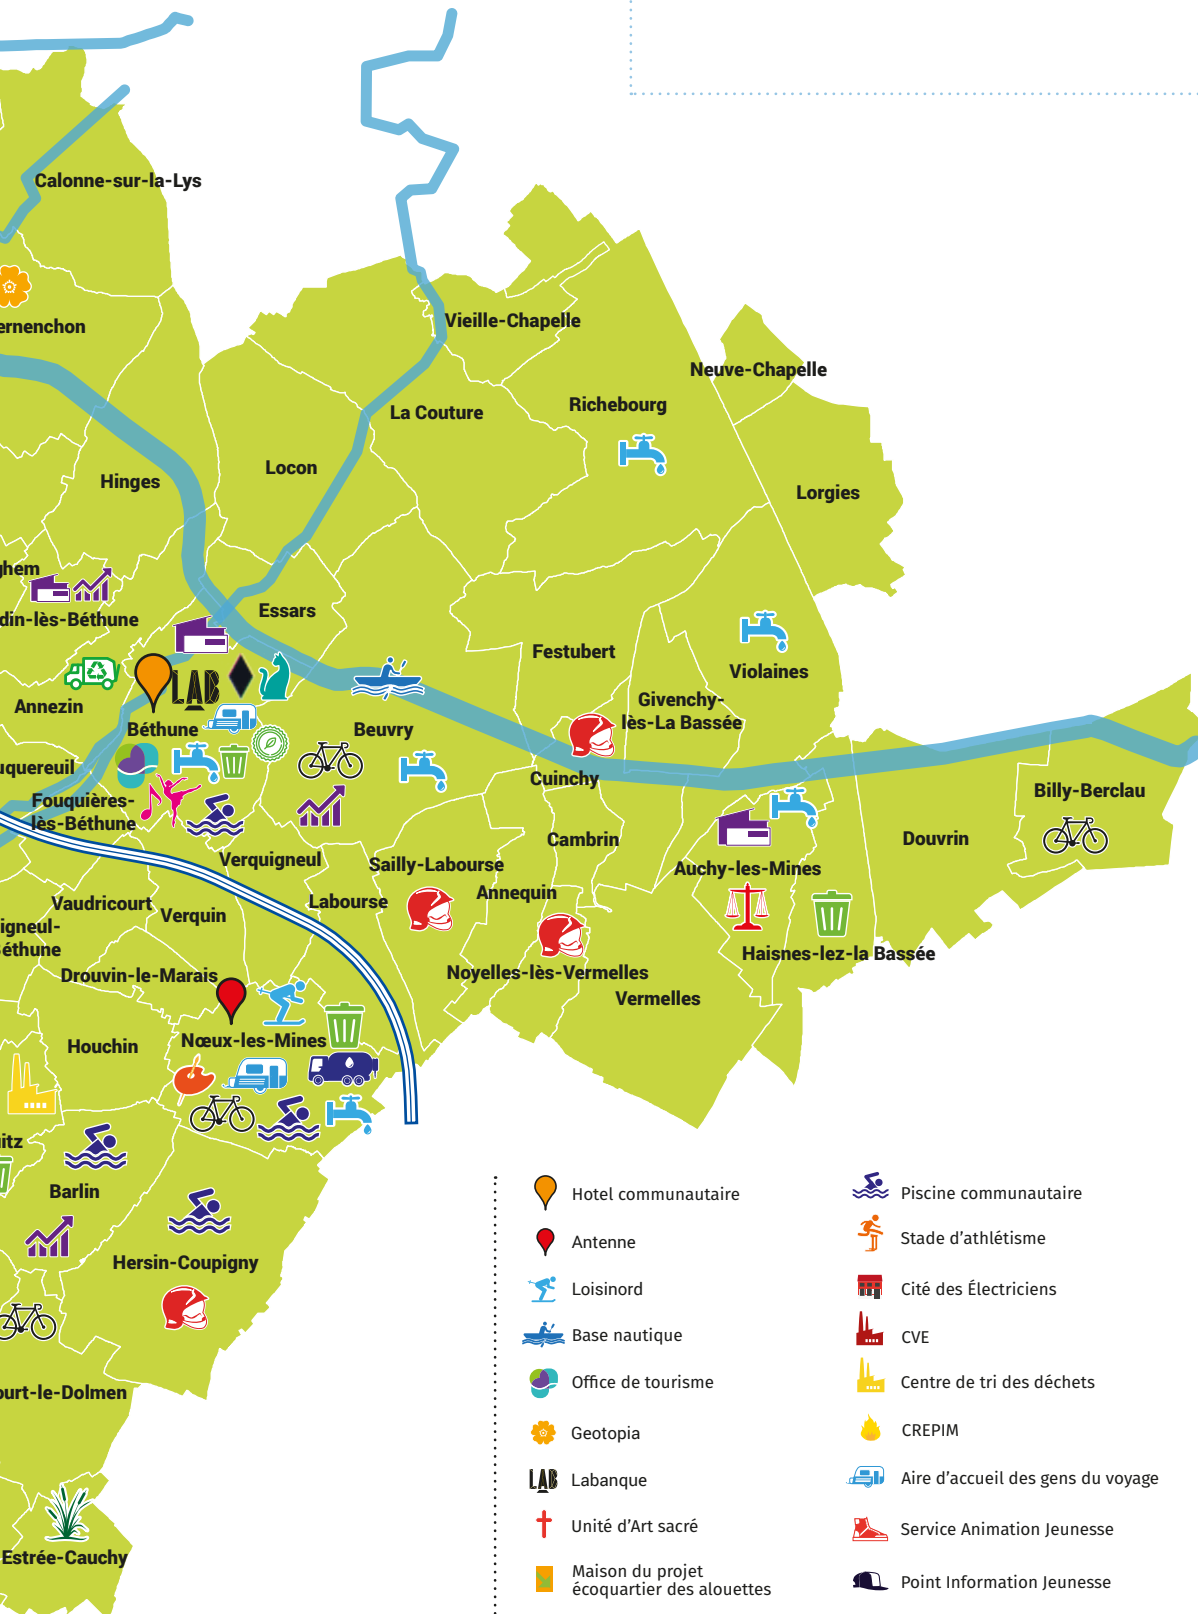 Calonne-sur-la-Lys
ernenchon
Vieille-Chapelle
Neuve-Chapelle
La Couture
Richebourg
Locon
Hinges
Lorgies
ghem
din-lès-Béthune
Essars
Festubert
Violaines
Annezin
LAB
Givenchy-
lès-La Bassée
Béthune
Beuvry
uquereuil
Cuinchy
Billy-Berclau
Fouquières-
lès-Béthune
Cambrin
Douvrin
Verquigneul
Sailly-Labourse
Auchy-les-Mines
Annequin
Labourse
Vaudricourt
Verquin
igneul-
Béthune
Haisnes-lez-la Bassée
Drouvin-le-Marais
Noyelles-lès-Vermelles
Vermelles
Nœux-les-Mines
Houchin
itz
Barlin
Hersin-Coupigny
ourt-le-Dolmen
Estrée-Cauchy
Hotel communautaire
Antenne
Loisinord
Base nautique
Office de tourisme
Geotopia
LAB
Labanque
Unité d'Art sacré
Maison du projet
écoquartier des alouettes
Piscine communautaire
Stade d'athlétisme
Cité des Électriciens
CVE
Centre de tri des déchets
CREPIM
Aire d'accueil des gens du voyage
Service Animation Jeunesse
Point Information Jeunesse